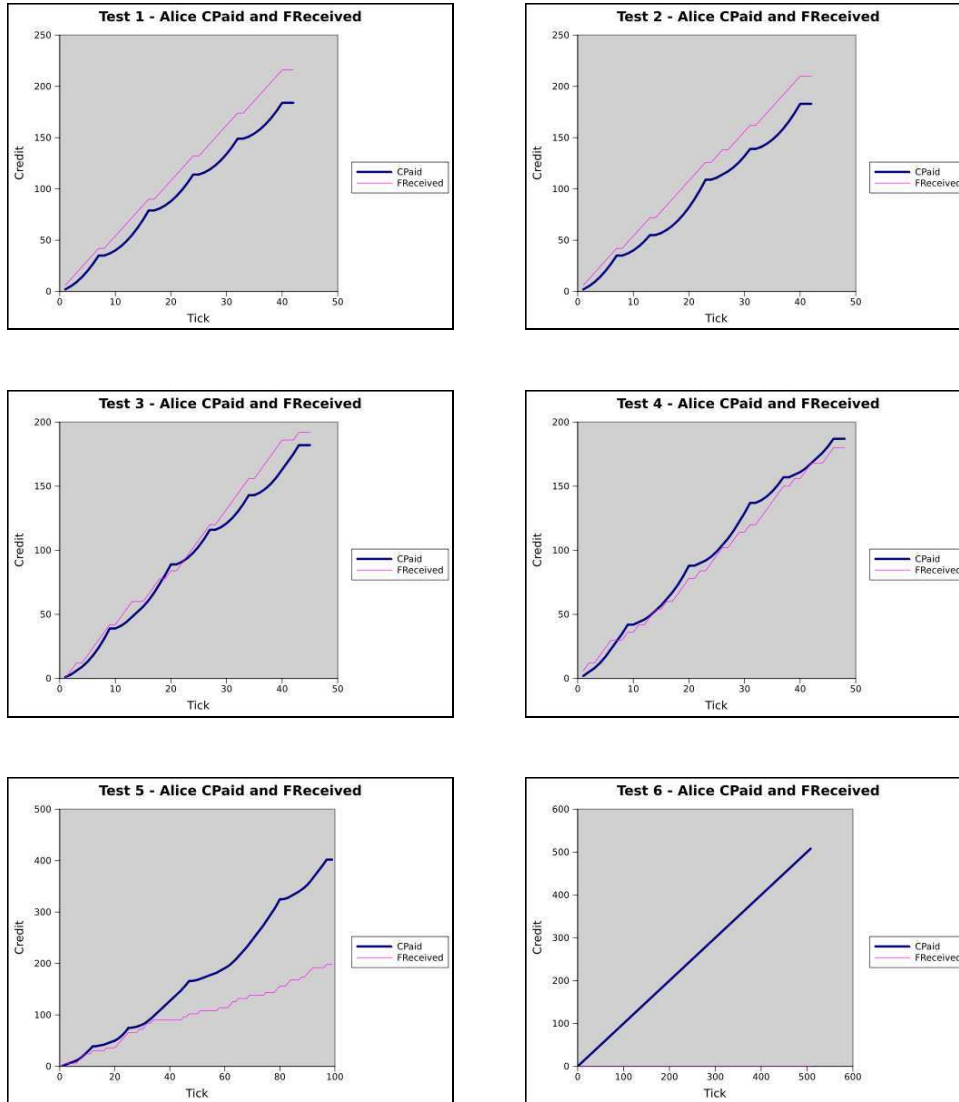 Test 1 - Alice CPaid and FReceived
250
200
150
100
50
0
Credit
0 10 20 30 40 50
Tick
CPaid
FReceived
Test 2 - Alice CPaid and FReceived
250
200
150
100
50
0
Credit
0 10 20 30 40 50
Tick
CPaid
FReceived
Test 3 - Alice CPaid and FReceived
200
150
100
50
0
Credit
0 10 20 30 40 50
Tick
CPaid
FReceived
Test 4 - Alice CPaid and FReceived
200
150
100
50
0
Credit
0 10 20 30 40 50
Tick
CPaid
FReceived
Test 5 - Alice CPaid and FReceived
500
400
300
200
100
0
Credit
0 20 40 60 80 100
Tick
CPaid
FReceived
Test 6 - Alice CPaid and FReceived
600
500
400
300
200
100
0
Credit
0 100 200 300 400 500 600
Tick
CPaid
FReceived